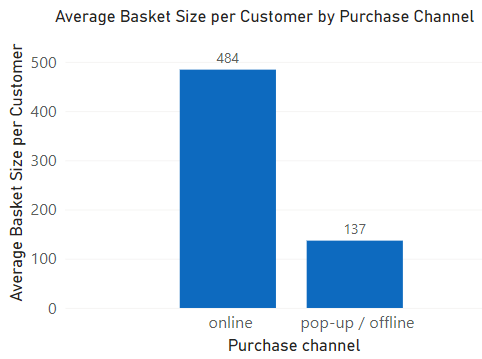 Average Basket Size per Customer by Purchase Channel
Average Basket Size per Customer
500
400
300
200
100
0
484
137
online
pop-up / offline
Purchase channel